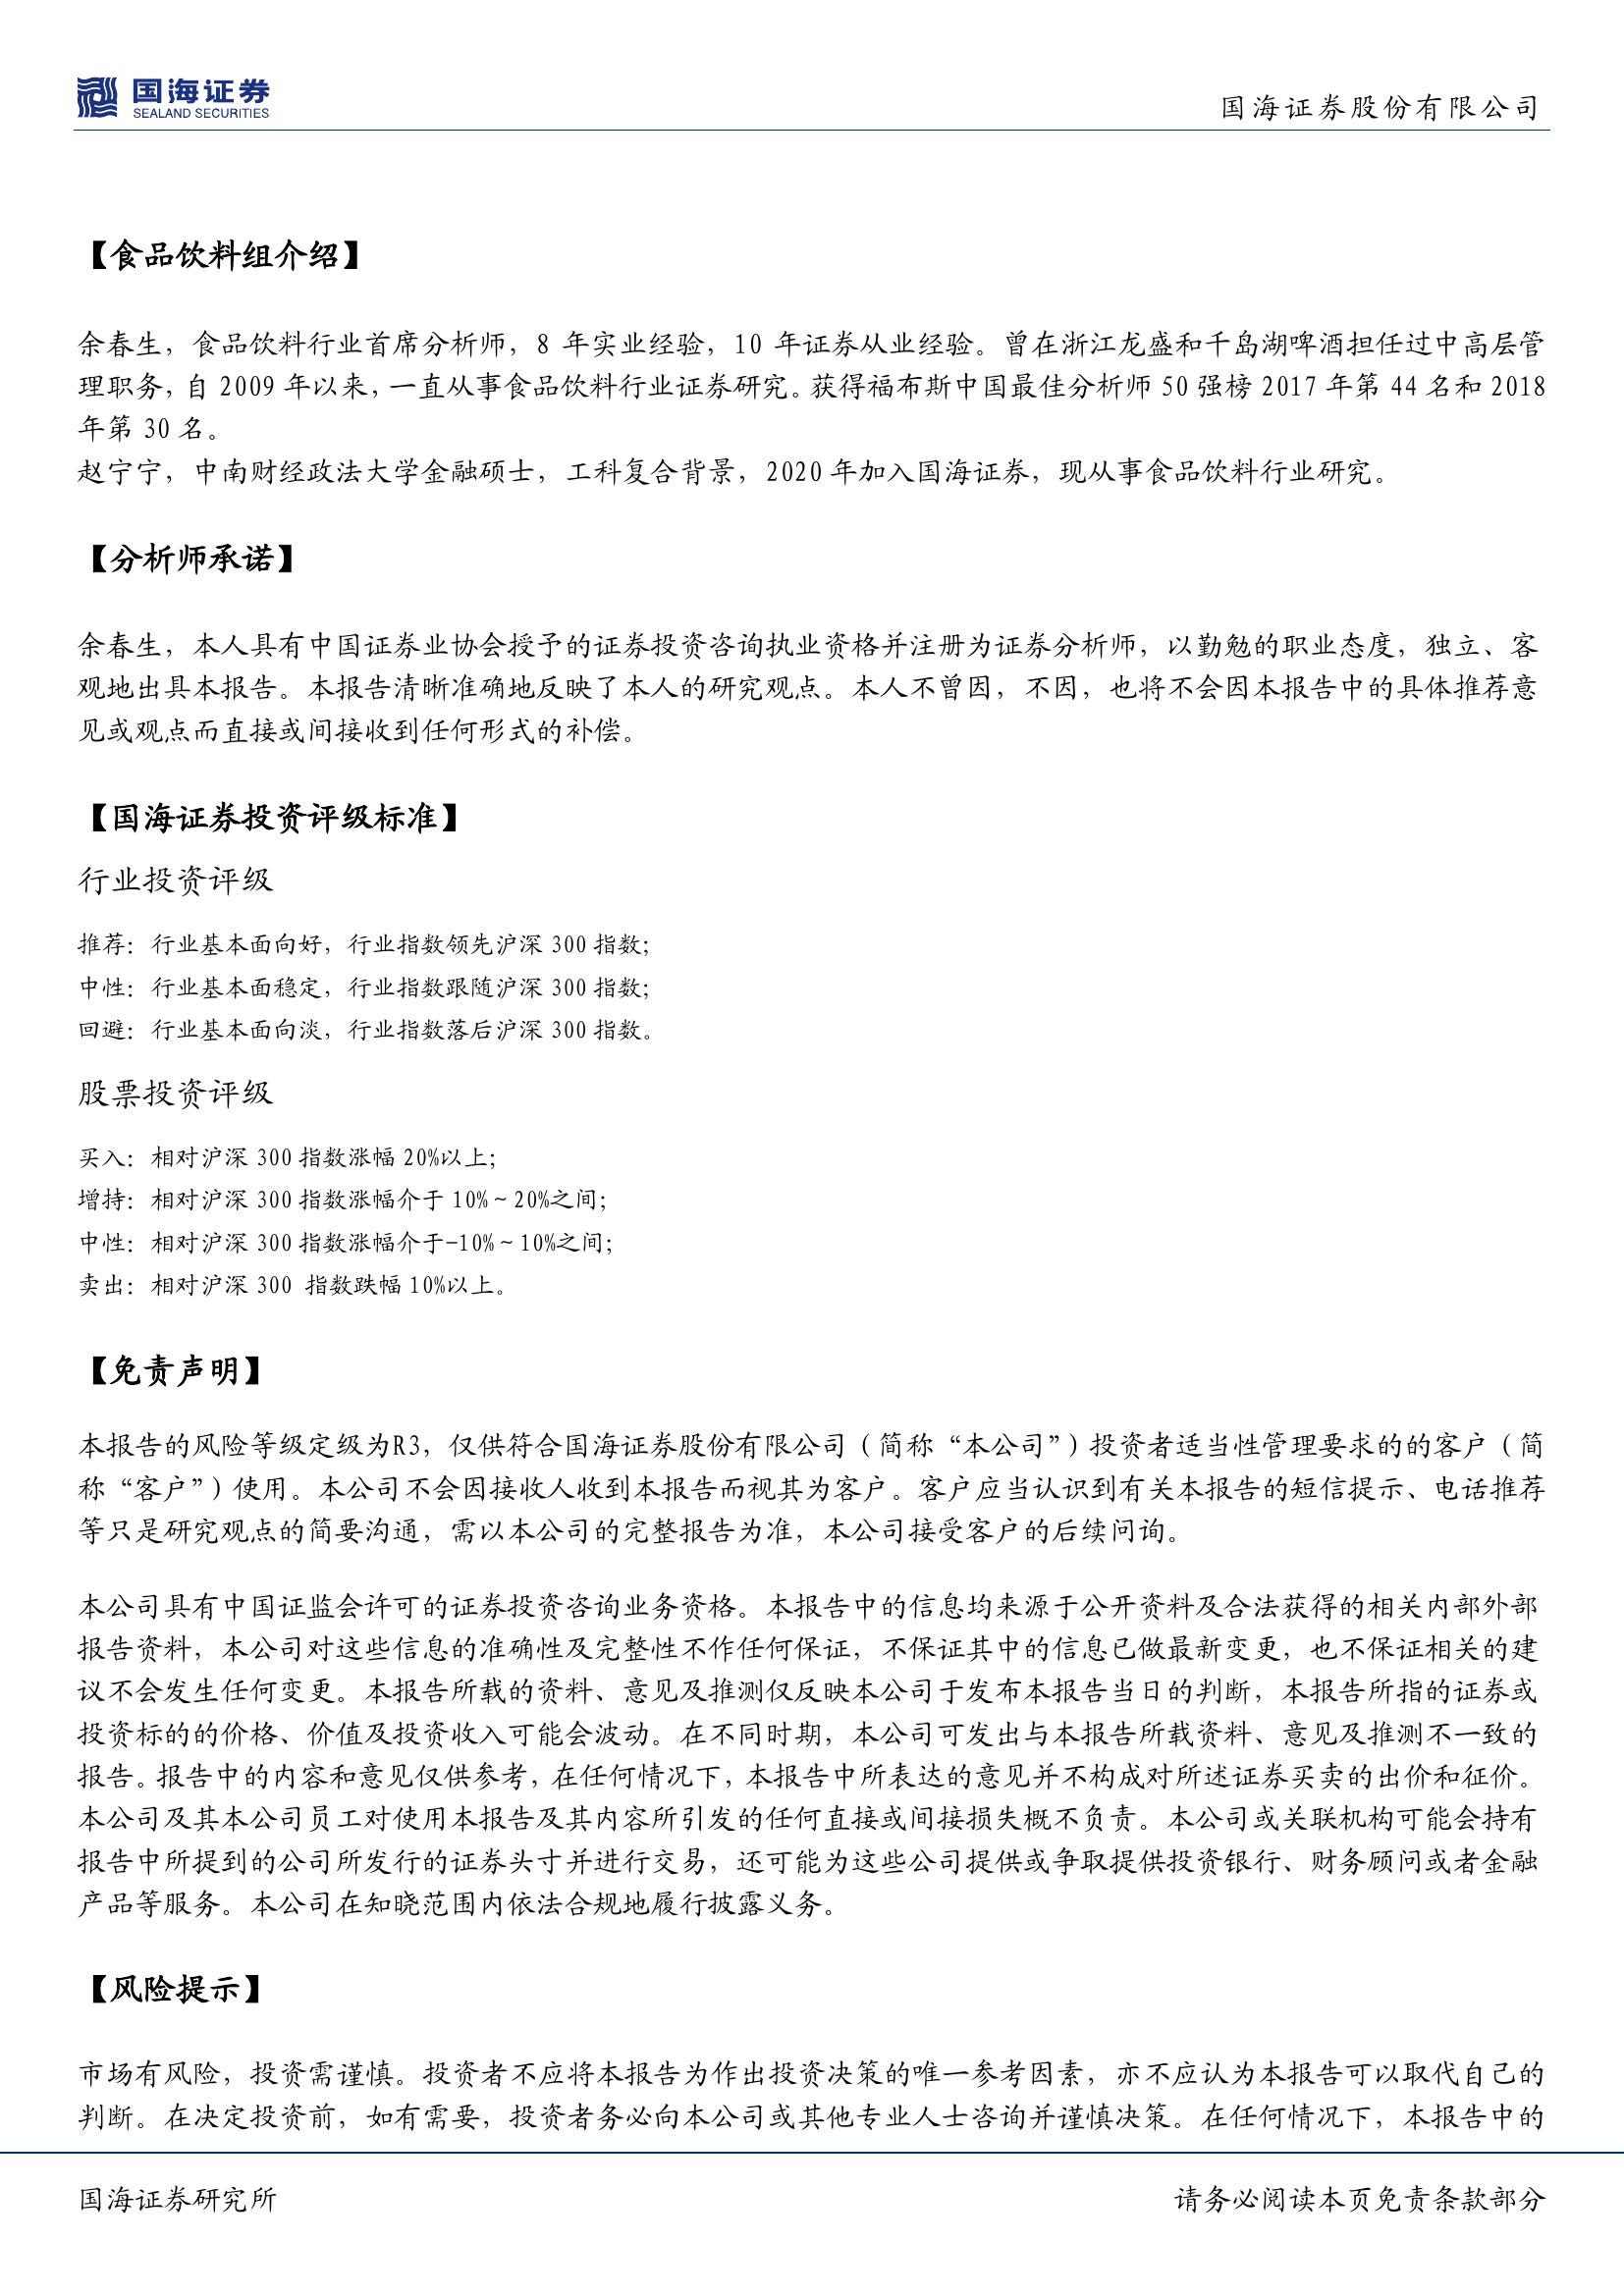 国海证券
SEALAND SECURITIES
国海证券股份有限公司
【食品饮料组介绍】
余春生，食品饮料行业首席分析师，8 年实业经验，10 年证券从业经验。曾在浙江龙盛和千岛湖啤酒担任过中高层管
理职务，自 2009 年以来，一直从事食品饮料行业证券研究。获得福布斯中国最佳分析师 50 强榜 2017 年第 44 名和 2018
年第 30 名。
赵宁宁，中南财经政法大学金融硕士，工科复合背景，2020 年加入国海证券，现从事食品饮料行业研究。
【分析师承诺】
余春生，本人具有中国证券业协会授予的证券投资咨询执业资格并注册为证券分析师，以勤勉的职业态度，独立、客
观地出具本报告。本报告清晰准确地反映了本人的研究观点。本人不曾因，不因，也将不会因本报告中的具体推荐意
见或观点而直接或间接收到任何形式的补偿。
【国海证券投资评级标准】
行业投资评级
推荐：行业基本面向好，行业指数领先沪深 300 指数；
中性：行业基本面稳定，行业指数跟随沪深 300 指数；
回避：行业基本面向淡，行业指数落后沪深 300 指数。
股票投资评级
买入：相对沪深 300 指数涨幅 20%以上；
增持：相对沪深 300 指数涨幅介于 10%～20%之间；
中性：相对沪深 300 指数涨幅介于-10%～10%之间；
卖出：相对沪深 300 指数跌幅 10%以上。
【免责声明】
本报告的风险等级定级为R3，仅供符合国海证券股份有限公司（简称“本公司”）投资者适当性管理要求的的客户（简
称“客户”）使用。本公司不会因接收人收到本报告而视其为客户。客户应当认识到有关本报告的短信提示、电话推荐
等只是研究观点的简要沟通，需以本公司的完整报告为准，本公司接受客户的后续问询。
本公司具有中国证监会许可的证券投资咨询业务资格。本报告中的信息均来源于公开资料及合法获得的相关内部外部
报告资料，本公司对这些信息的准确性及完整性不作任何保证，不保证其中的信息已做最新变更，也不保证相关的建
议不会发生任何变更。本报告所载的资料、意见及推测仅反映本公司于发布本报告当日的判断，本报告所指的证券或
投资标的的价格、价值及投资收入可能会波动。在不同时期，本公司可发出与本报告所载资料、意见及推测不一致的
报告。报告中的内容和意见仅供参考，在任何情况下，本报告中所表达的意见并不构成对所述证券买卖的出价和征价。
本公司及其本公司员工对使用本报告及其内容所引发的任何直接或间接损失概不负责。本公司或关联机构可能会持有
报告中所提到的公司所发行的证券头寸并进行交易，还可能为这些公司提供或争取提供投资银行、财务顾问或者金融
产品等服务。本公司在知晓范围内依法合规地履行披露义务。
【风险提示】
市场有风险，投资需谨慎。投资者不应将本报告为作出投资决策的唯一参考因素，亦不应认为本报告可以取代自己的
判断。在决定投资前，如有需要，投资者务必向本公司或其他专业人士咨询并谨慎决策。在任何情况下，本报告中的
国海证券研究所
请务必阅读本页免责条款部分